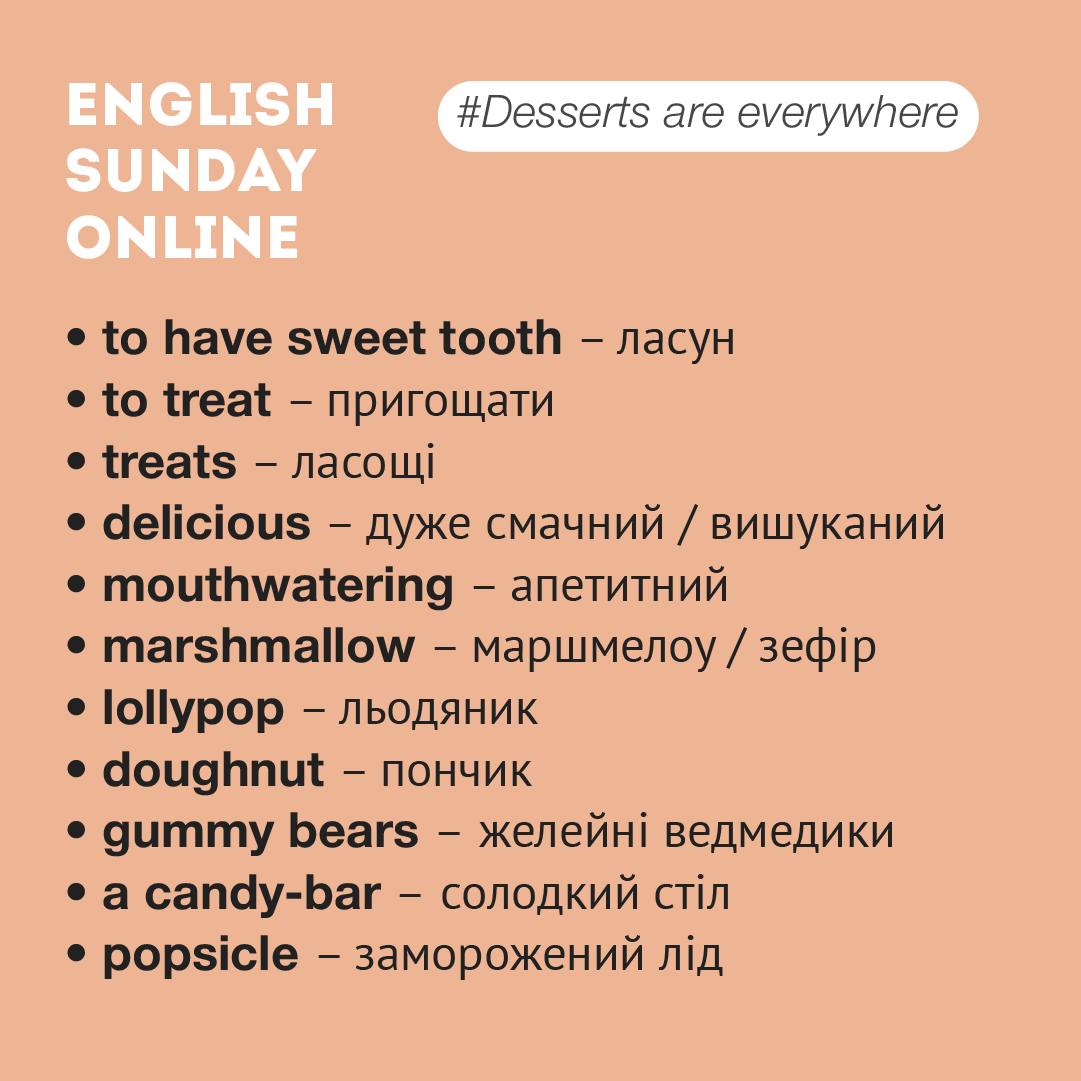 ENGLISH
SUNDAY
ONLINE
#Desserts are everywhere
• to have sweet tooth – ласун
• to treat – пригощати
• treats – ласощі
• delicious – дуже смачний / вишуканий
• mouthwatering – апетитний
• marshmallow – маршмелоу / зефір
• lollypop – льодяник
• doughnut – пончик
• gummy bears – желейні ведмедики
• a candy-bar – солодкий стіл
• popsicle – заморожений лід